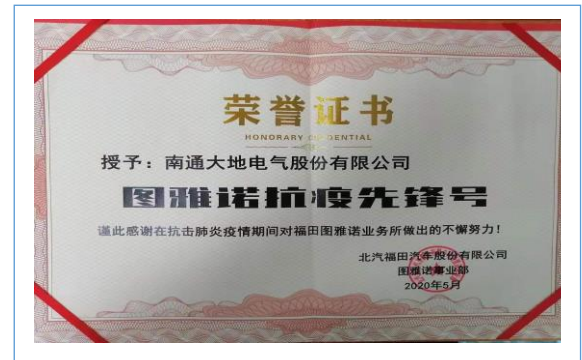 荣誉证书
HONORARY CREDENTIAL
授予：南通大地电气股份有限公司
图雅诺抗疫先锋号
谨此感谢在抗击肺炎疫情期间对福田图雅诺业务所做出的不懈努力！
北汽福田汽车股份有限公司
图雅诺事业部
2020年5月